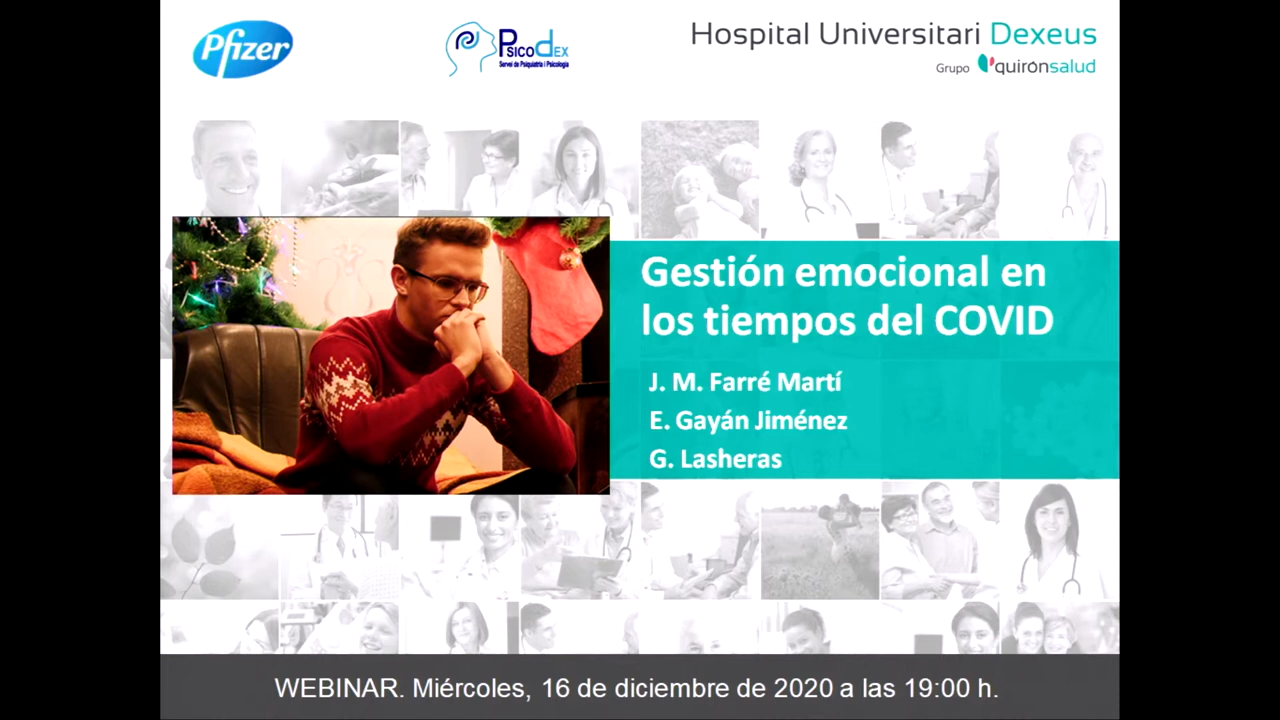 Pfizer
PSICODEX
Servei de Psiquiatria i Psicologia
Hospital Universitari Dexeus
Grupo quirónsalud
Gestión emocional en
los tiempos del COVID
J. M. Farré Martí
E. Gayán Jiménez
G. Lasheras
WEBINAR. Miércoles, 16 de diciembre de 2020 a las 19:00 h.